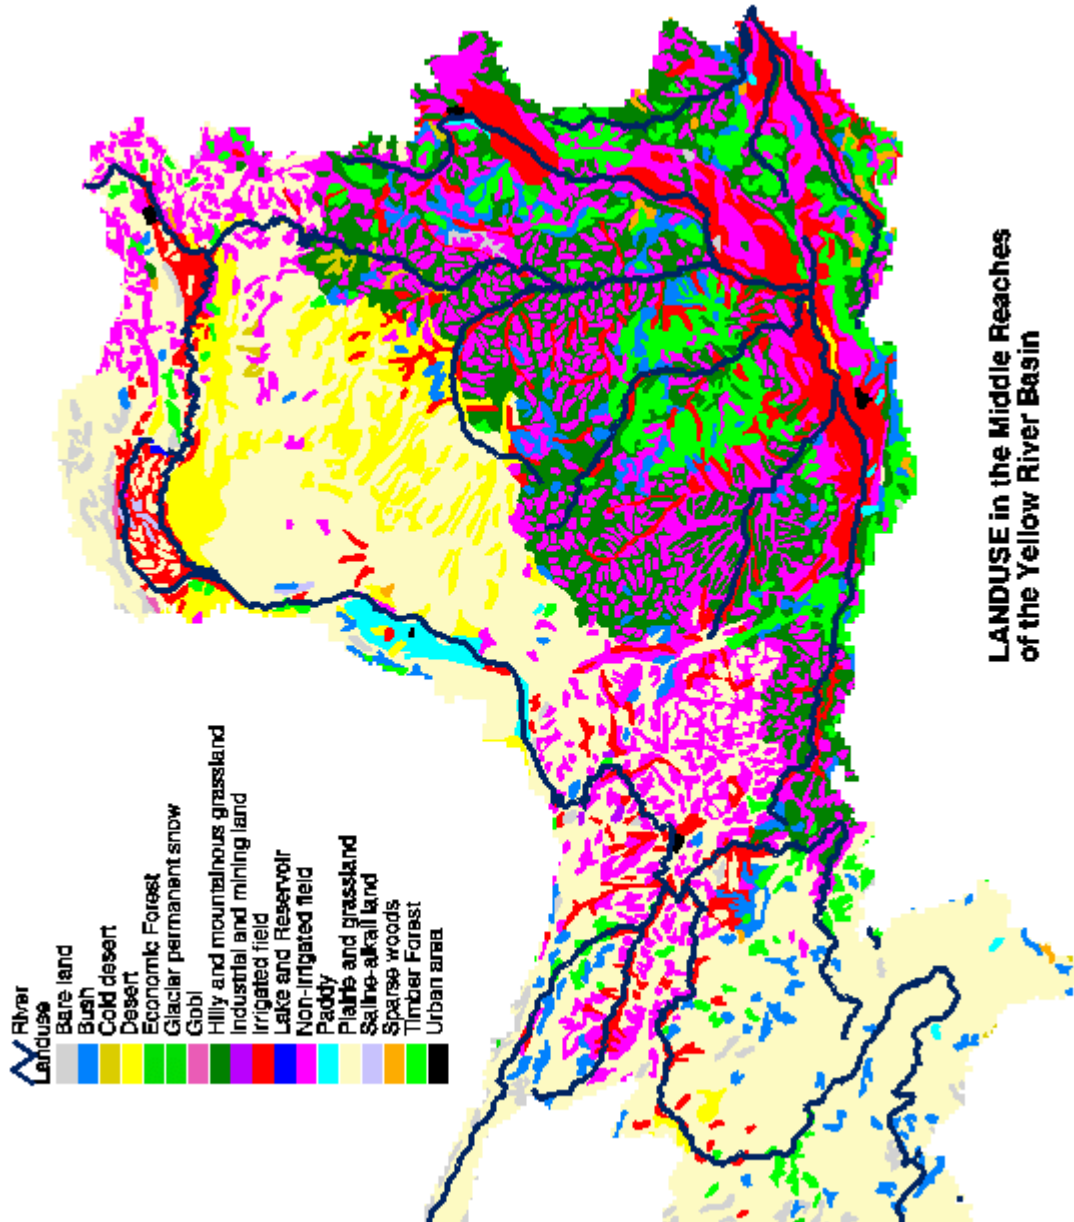 River
Landuse
Bare land
Bush
Cold desert
Desert
Economic Forest
Glacier permanent snow
Gobi
Hilly and mountainous grassland
Industrial and mining land
Irrigated field
Lake and Reservoir
Non-irrigated field
Paddy
Plairie and grassland
Saline-alkali land
Sparse woods
Timber Forest
Urban area
LANDUSE in the Middle Reaches
of the Yellow River Basin